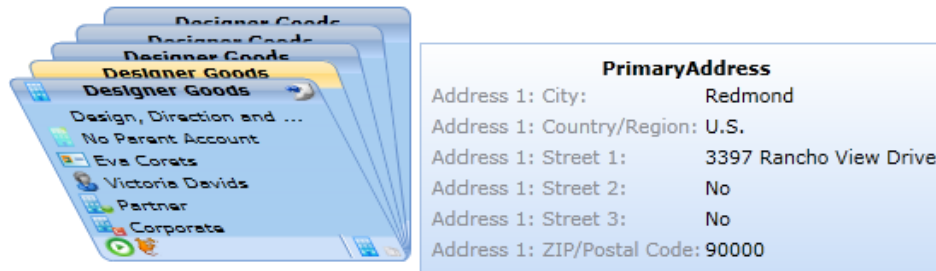 Designer Goods
Designer Goods
Designer Goods
Designer Goods
Designer Goods
Design, Direction and ...
No Parent Account
Eva Corets
Victoria Davids
Partner
Corporate
PrimaryAddress
Address 1: City: Redmond
Address 1: Country/Region: U.S.
Address 1: Street 1: 3397 Rancho View Drive
Address 1: Street 2: No
Address 1: Street 3: No
Address 1: ZIP/Postal Code: 90000